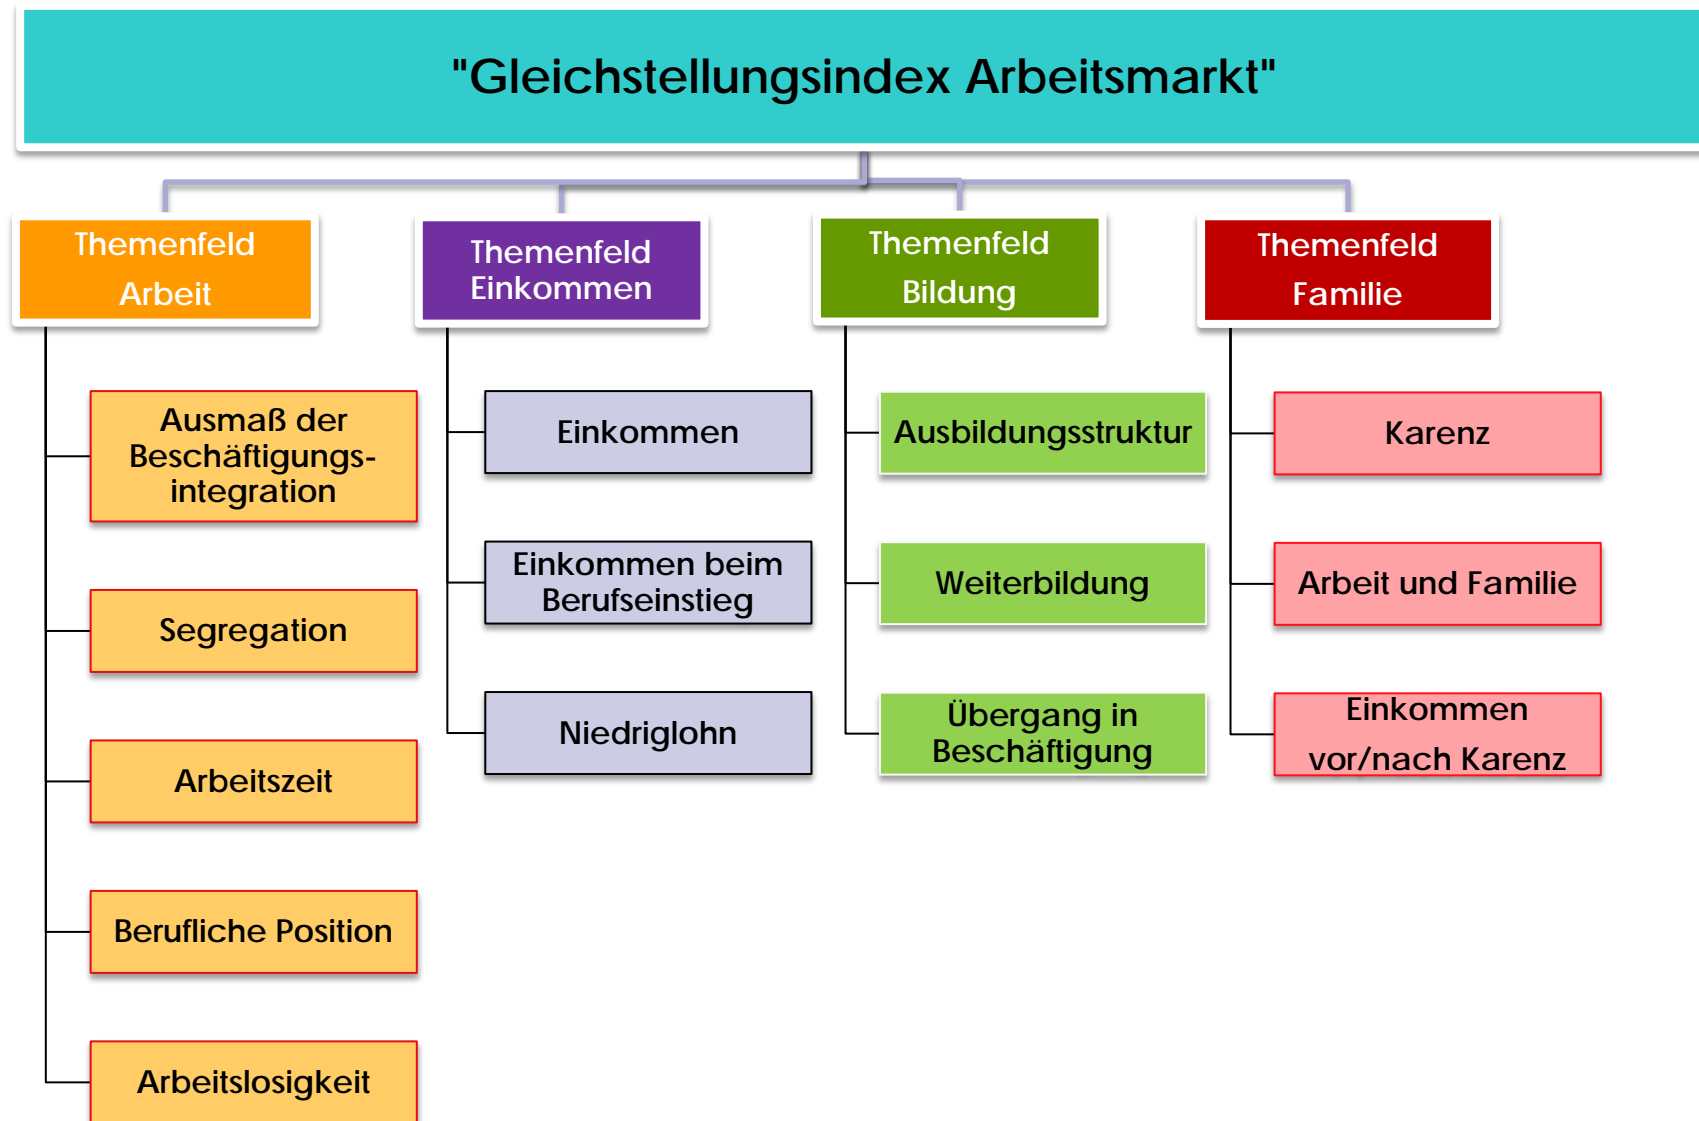 "Gleichstellungsindex Arbeitsmarkt"
Themenfeld
Arbeit
Ausmaß der
Beschäftigungs-
integration
Segregation
Arbeitszeit
Berufliche Position
Arbeitslosigkeit
Themenfeld
Einkommen
Einkommen
Einkommen beim
Berufseinstieg
Niedriglohn
Themenfeld
Bildung
Ausbildungsstruktur
Weiterbildung
Übergang in
Beschäftigung
Themenfeld
Familie
Karenz
Arbeit und Familie
Einkommen
vor/nach Karenz